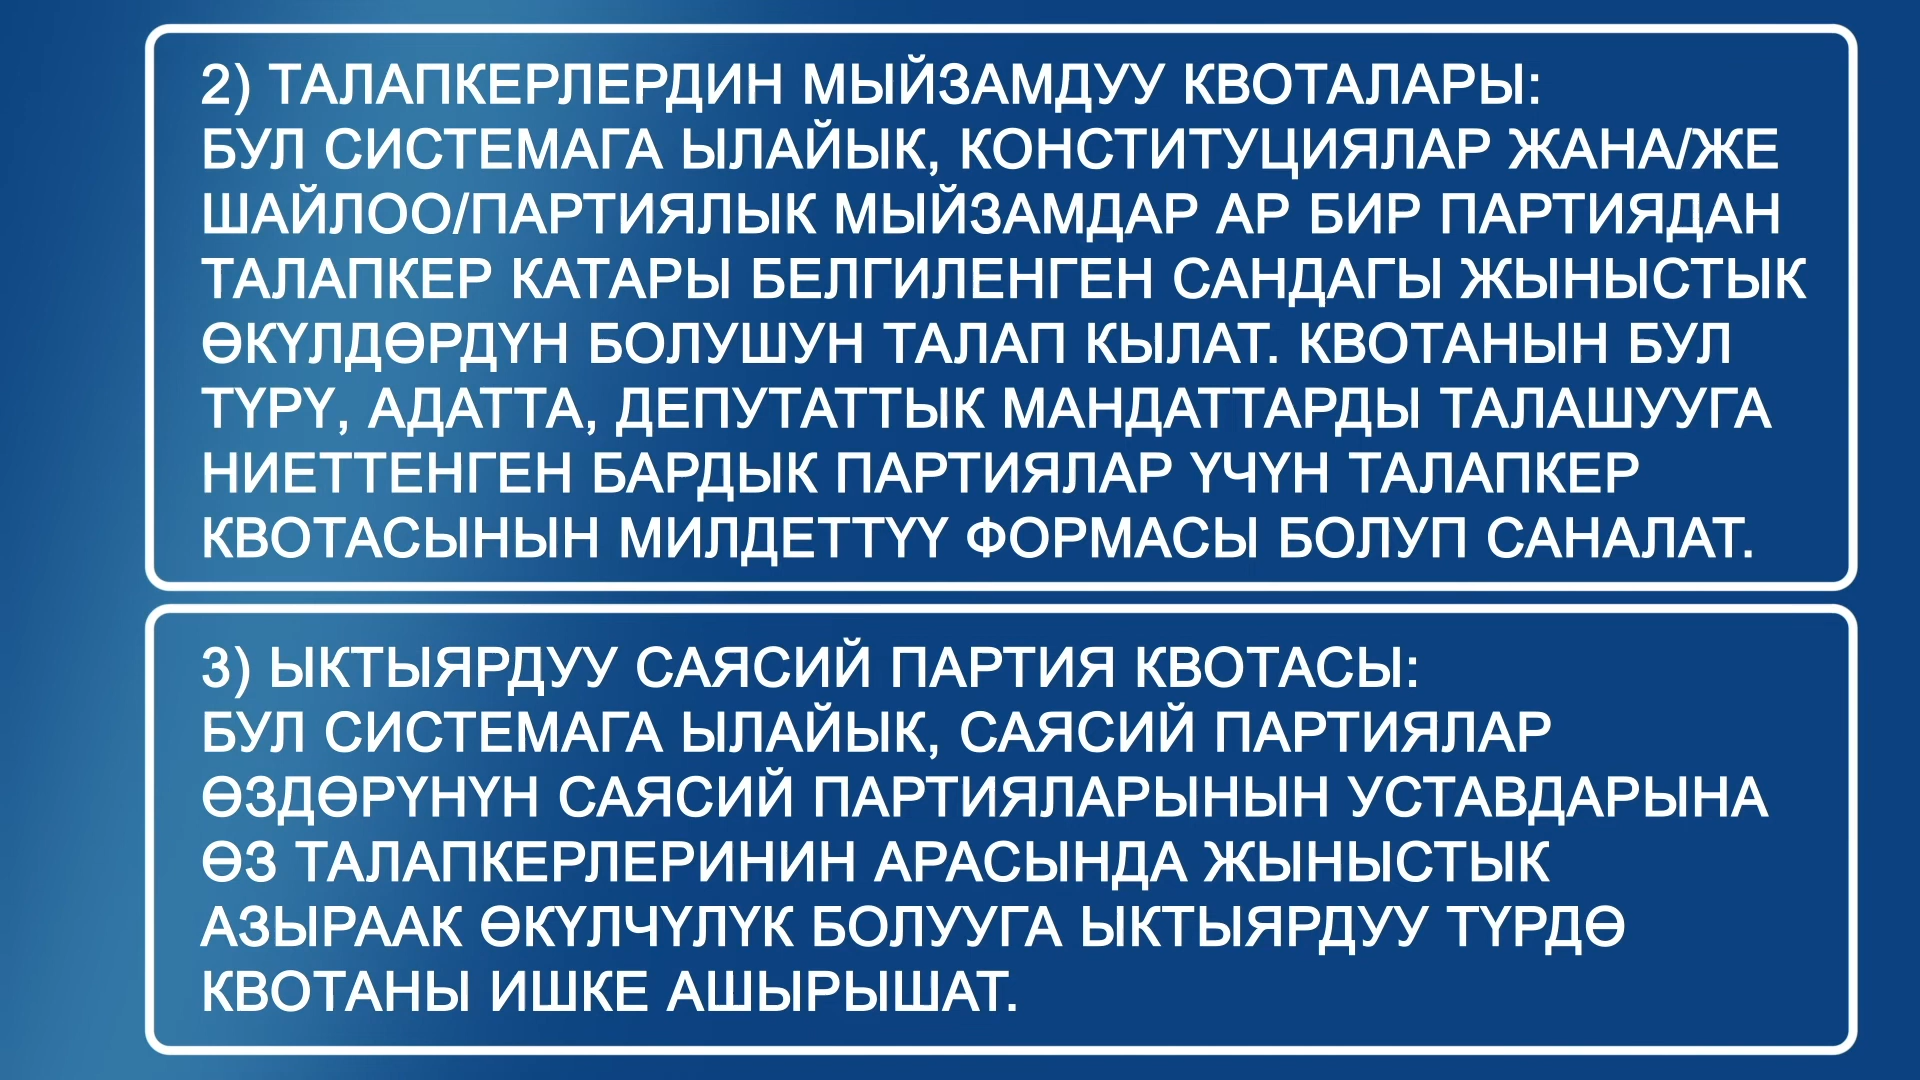 2) ТАЛАПКЕРЛЕРДИН МЫЙЗАМДУУ КВОТАЛАРЫ:
БУЛ СИСТЕМАГА ЫЛАЙЫК, КОНСТИТУЦИЯЛАР ЖАНА/ЖЕ
ШАЙЛОО/ПАРТИЯЛЫК МЫЙЗАМДАР АР БИР ПАРТИЯДАН
ТАЛАПКЕР КАТАРЫ БЕЛГИЛЕНГЕН САНДАГЫ ЖЫНЫСТЫК
ӨКҮЛДӨРДҮН БОЛУШУН ТАЛАП КЫЛАТ. КВОТАНЫН БУЛ
ТҮРҮ, АДАТТА, ДЕПУТАТТЫК МАНДАТТАРДЫ ТАЛАШУУГА
НИЕТТЕНГЕН БАРДЫК ПАРТИЯЛАР ҮЧҮН ТАЛАПКЕР
КВОТАСЫНЫН МИЛДЕТТҮҮ ФОРМАСЫ БОЛУП САНАЛАТ.
3) ЫКТЫЯРДУУ САЯСИЙ ПАРТИЯ КВОТАСЫ:
БУЛ СИСТЕМАГА ЫЛАЙЫК, САЯСИЙ ПАРТИЯЛАР
ӨЗДӨРҮНҮН САЯСИЙ ПАРТИЯЛАРЫНЫН УСТАВДАРЫНА
ӨЗ ТАЛАПКЕРЛЕРИНИН АРАСЫНДА ЖЫНЫСТЫК
АЗЫРААК ӨКҮЛЧҮЛҮК БОЛУУГА ЫКТЫЯРДУУ ТҮРДӨ
КВОТАНЫ ИШКЕ АШЫРЫШАТ.